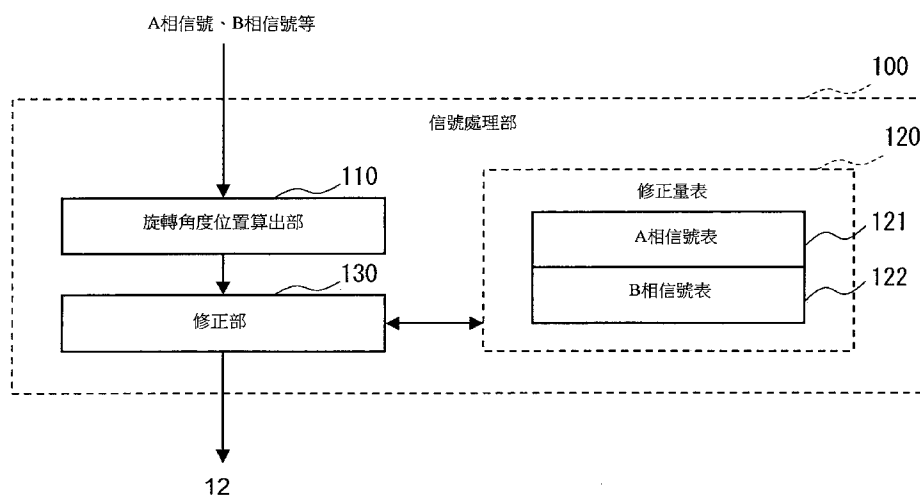 A相信號、B相信號等
100
信號處理部
120
110
修正量表
旋轉角度位置算出部
A相信號表
121
130
B相信號表
122
修正部
12